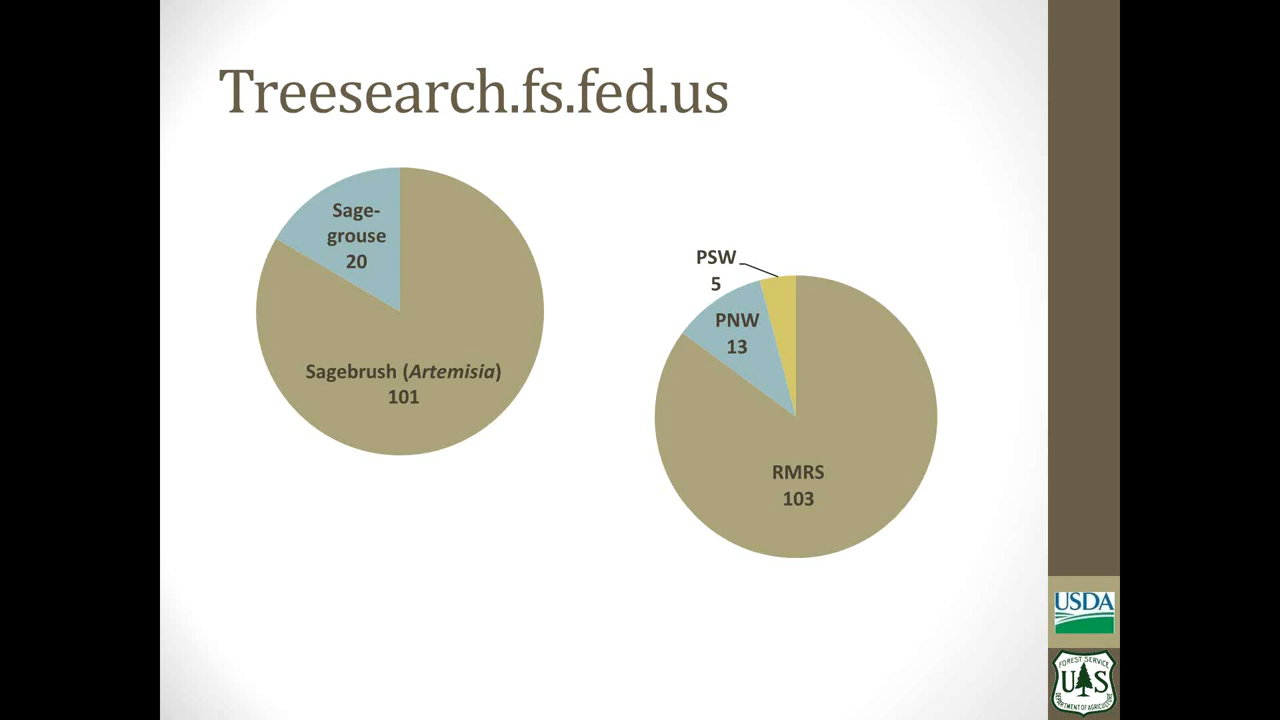 Treesearch.fs.fed.us
Sage-
grouse
20
Sagebrush (Artemisia)
101
PSW
5
PNW
13
RMRS
103
USDA
FOREST SERVICE
U S
DEPARTMENT OF AGRICULTURE